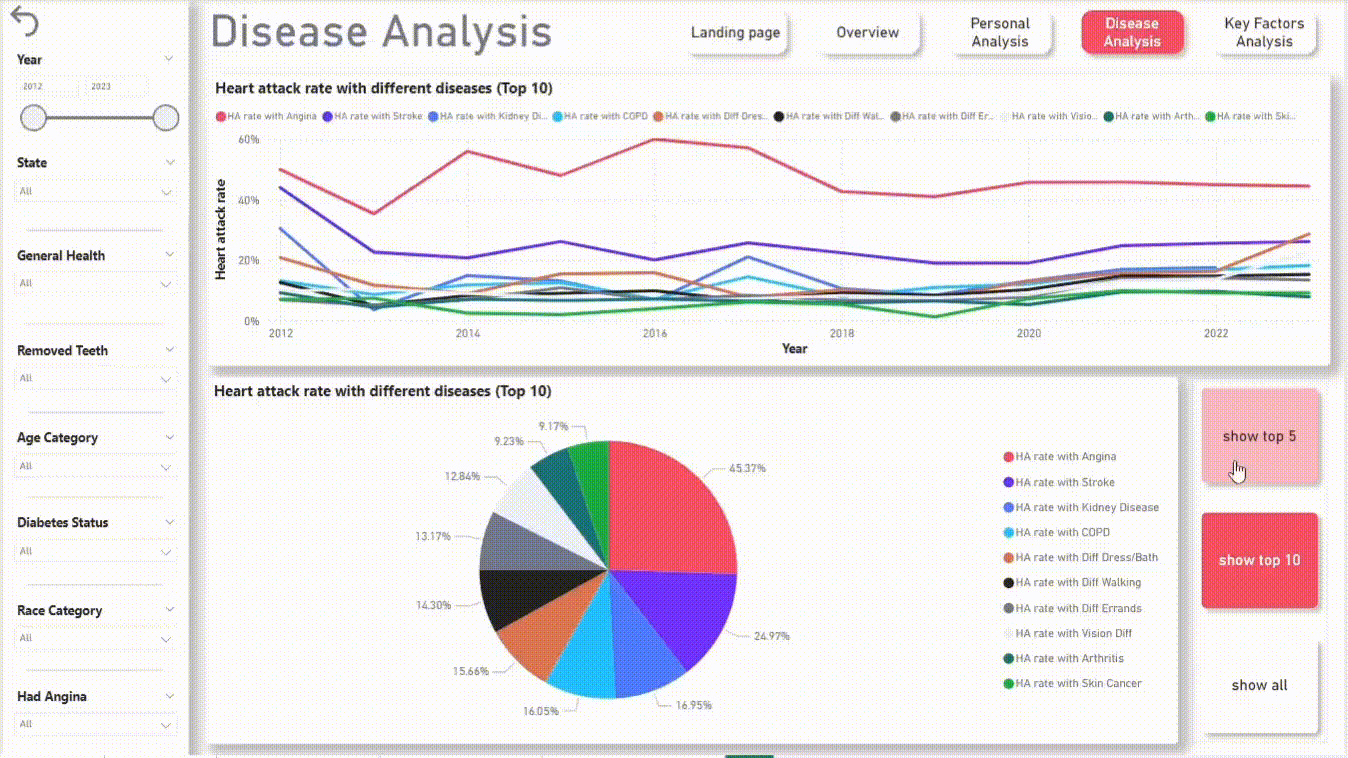 Disease Analysis
Landing page
Overview
Personal
Analysis
Disease
Analysis
Key Factors
Analysis
Year
2012
2023
State
All
General Health
All
Removed Teeth
All
Age Category
All
Diabetes Status
All
Race Category
All
Had Angina
All
Heart attack rate with different diseases (Top 10)
HA rate with Angina
HA rate with Stroke
HA rate with Kidney Di...
HA rate with COPD
HA rate with Diff Dres...
HA rate with Diff Wal...
HA rate with Diff Er...
HA rate with Visio...
HA rate with Arth...
HA rate with Ski...
Heart attack rate
60%
40%
20%
0%
2012
2014
2016
2018
2020
2022
Year
Heart attack rate with different diseases (Top 10)
9.17%
9.23%
12.84%
13.17%
14.30%
15.66%
16.05%
16.95%
24.97%
45.37%
HA rate with Angina
HA rate with Stroke
HA rate with Kidney Disease
HA rate with COPD
HA rate with Diff Dress/Bath
HA rate with Diff Walking
HA rate with Diff Errands
HA rate with Vision Diff
HA rate with Arthritis
HA rate with Skin Cancer
show top 5
show top 10
show all